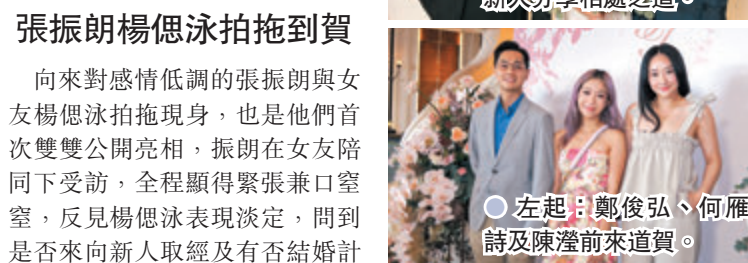 張振朗楊偲泳拍拖到賀
向來對感情低調的張振朗與女
友楊偲泳拍拖現身，也是他們首
次雙雙公開亮相，振朗在女友陪
同下受訪，全程顯得緊張兼口窒
窒，反見楊偲泳表現淡定，問到
是否來向新人取經及有否結婚計
新人分享相處之道。
左起：鄭俊弘、何雁
詩及陳瀅前來道賀。